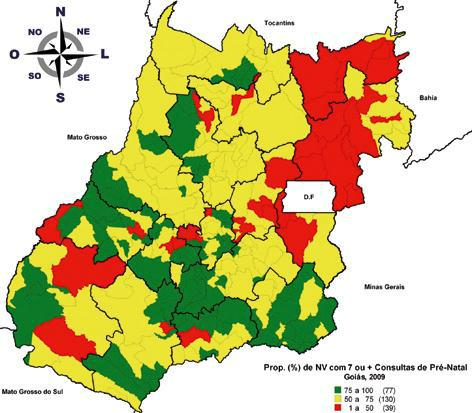 N
NO
NE
O
L
SO
SE
S
Tocantins
Bahia
Mato Grosso
D.F
Minas Gerais
Mato Grosso do Sul
Prop. (%) de NV com 7 ou + Consultas de Pré-Natal
Goiás, 2009
75 a 100 (77)
50 a 75 (130)
1 a 50 (39)